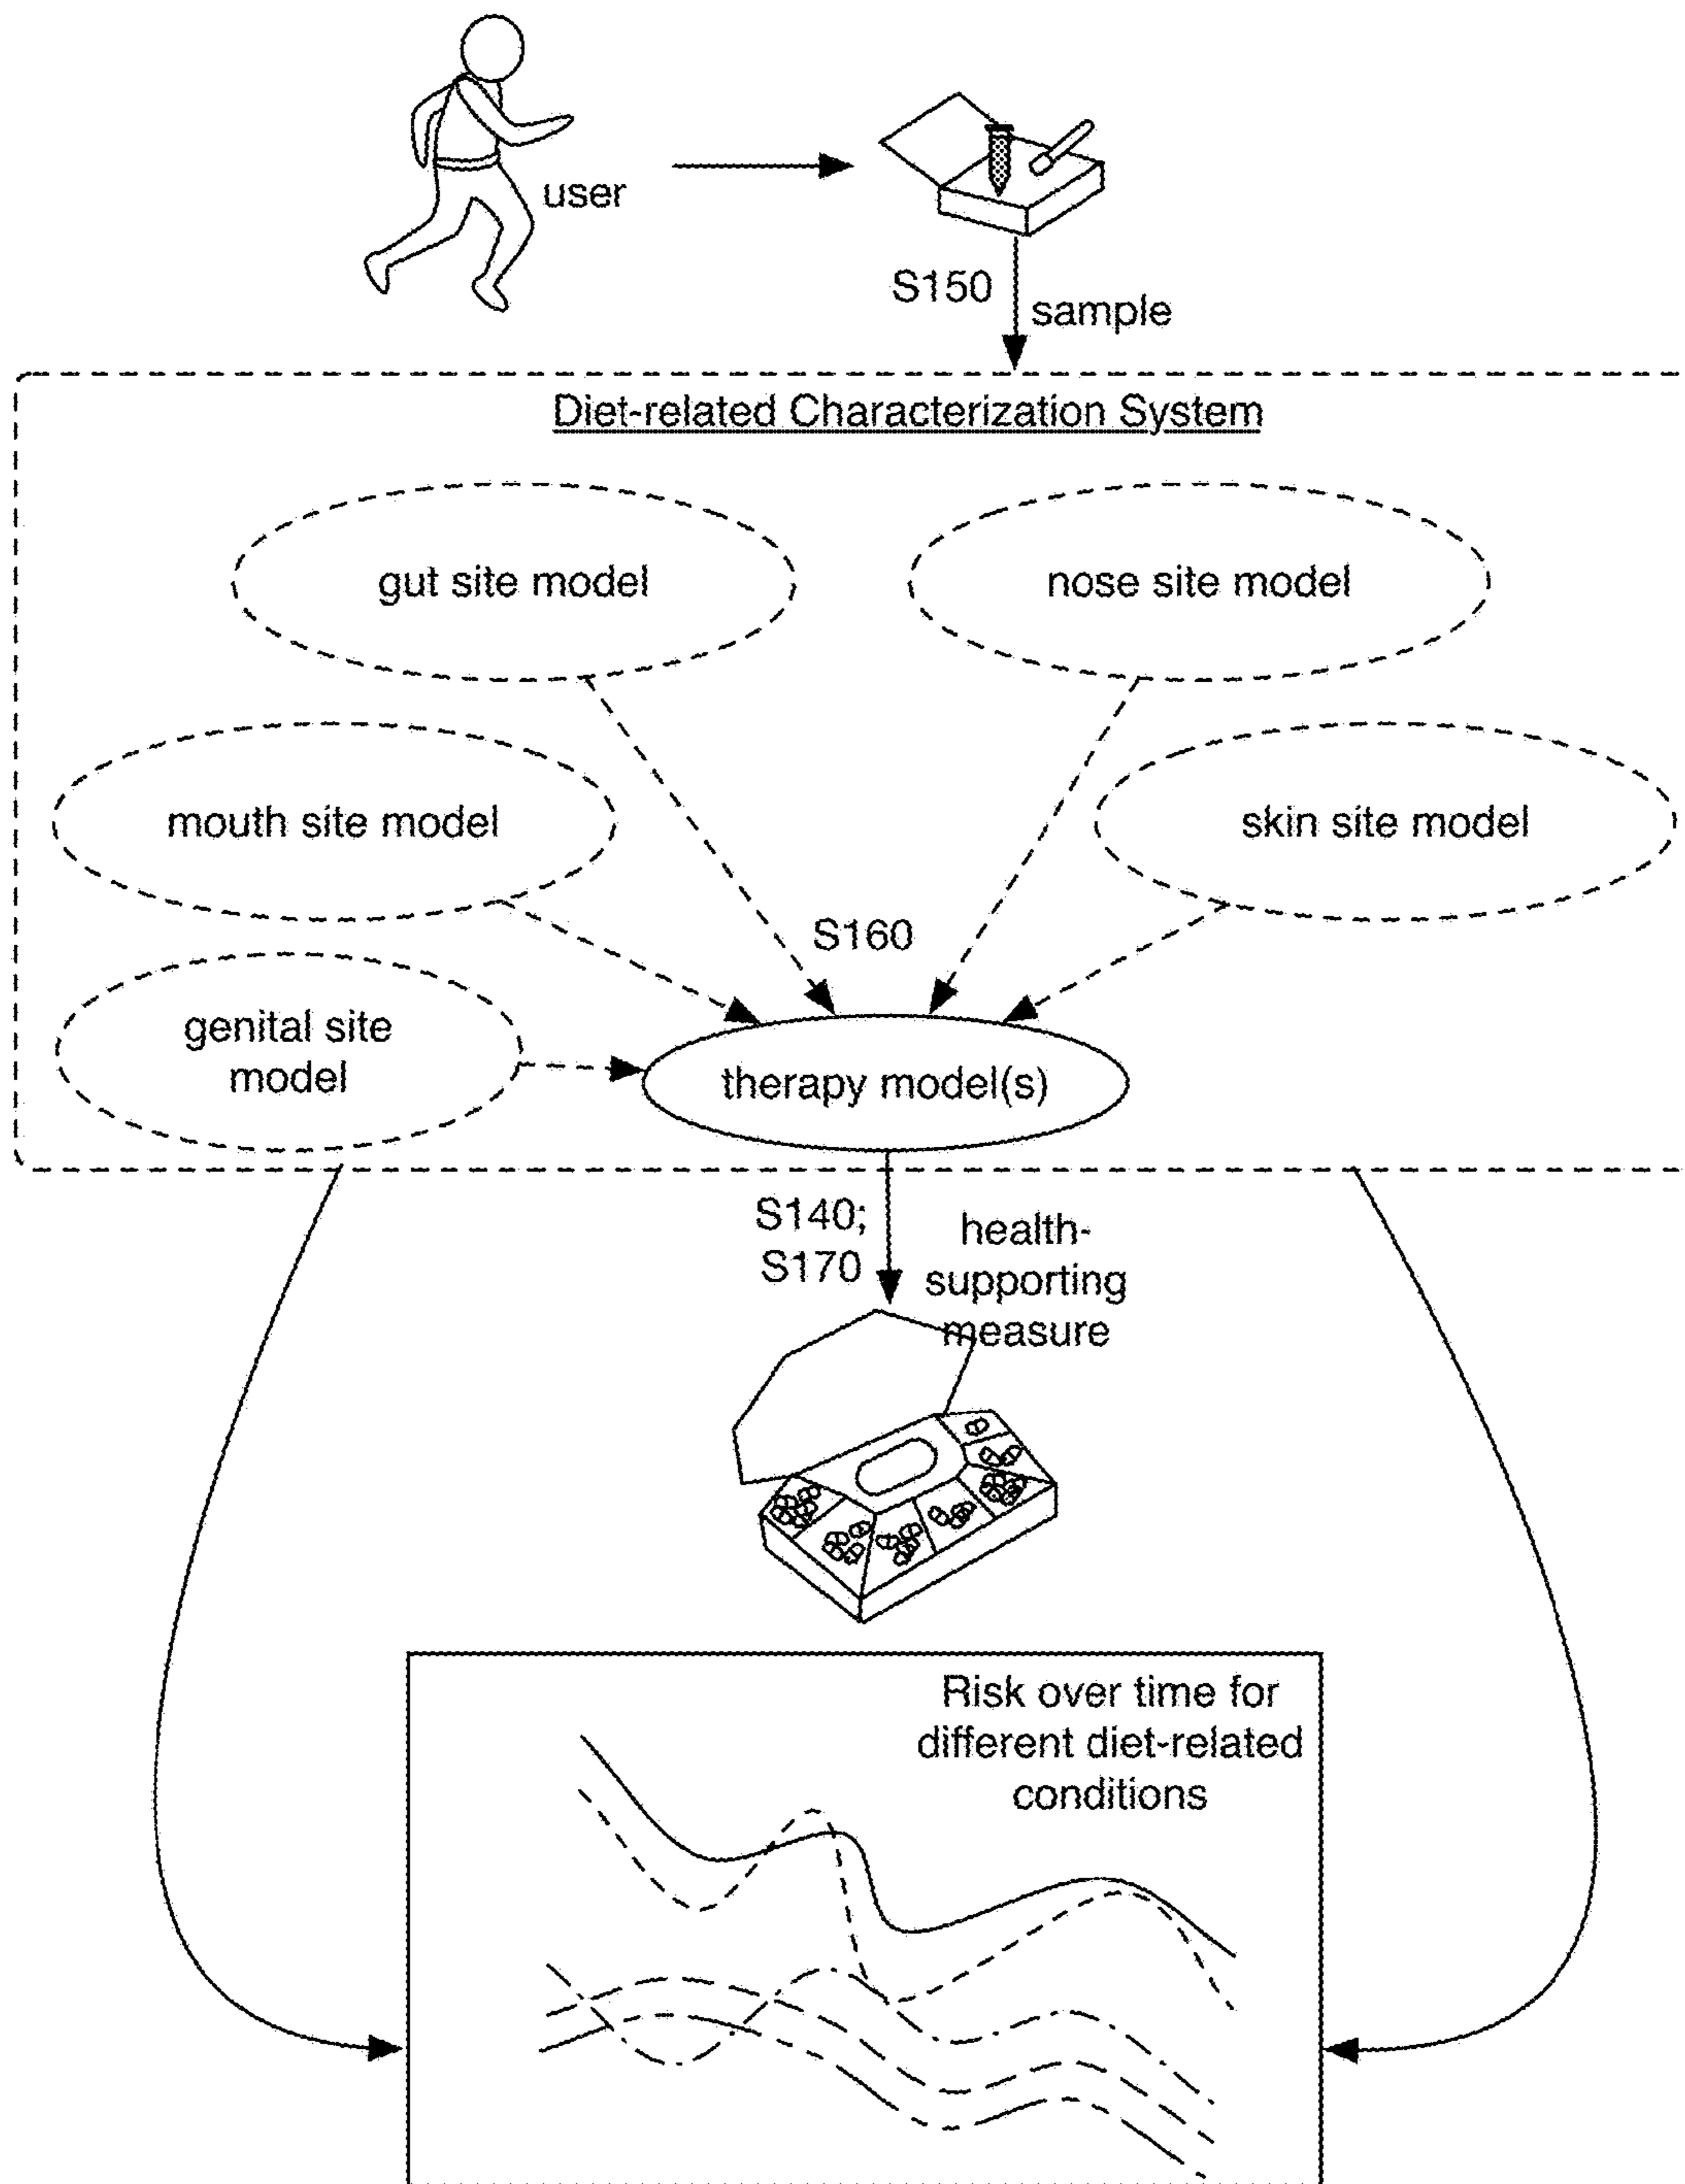 user
S150
sample
Diet-related Characterization System
gut site model
nose site model
mouth site model
skin site model
S160
genital site
model
therapy model(s)
S140;
S170
health-
supporting
measure
Risk over time for
different diet-related
conditions